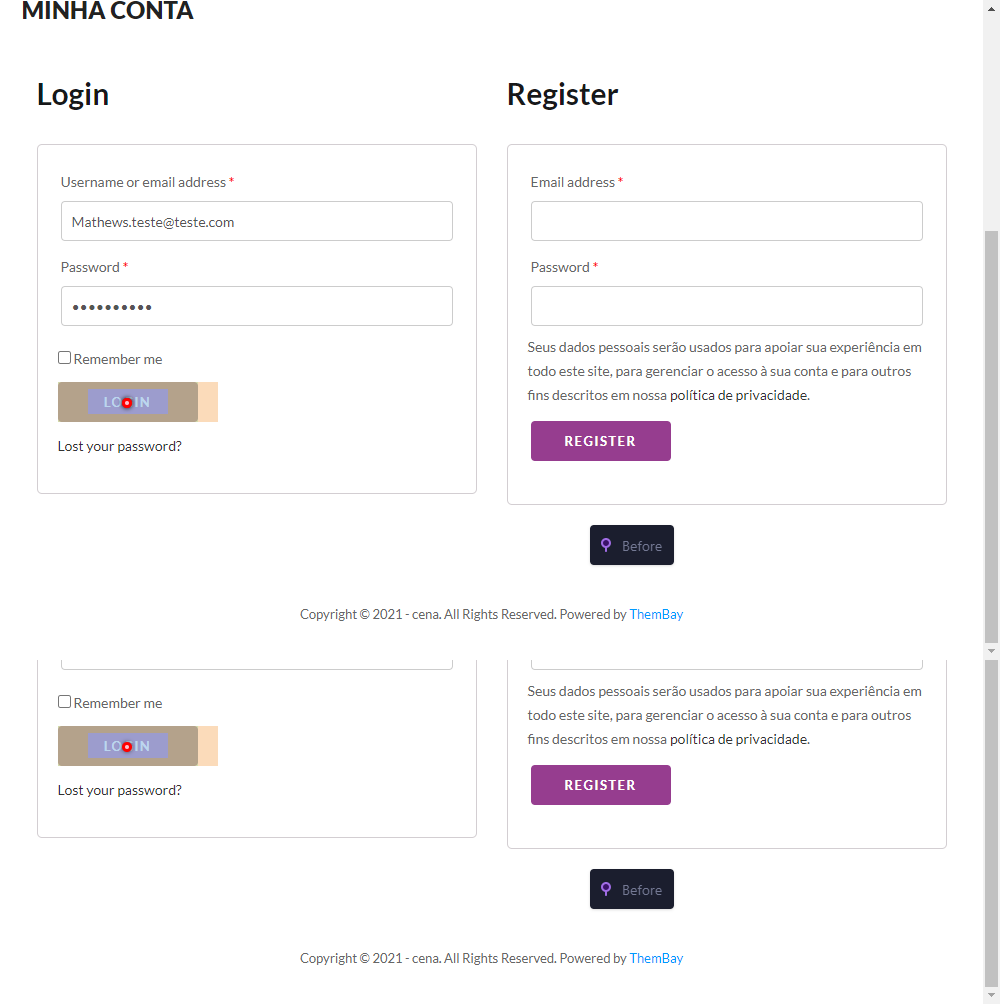 MINHA CONTA
Login
Username or email address *
Mathews.teste@teste.com
Password *
Remember me
LOGIN
Lost your password?
Register
Email address *
Password *
Seus dados pessoais serão usados para apoiar sua experiência em
todo este site, para gerenciar o acesso à sua conta e para outros
fins descritos em nossa política de privacidade.
REGISTER
Before
Copyright © 2021 - cena. All Rights Reserved. Powered by ThemBay
Remember me
LOGIN
Lost your password?
Seus dados pessoais serão usados para apoiar sua experiência em
todo este site, para gerenciar o acesso à sua conta e para outros
fins descritos em nossa política de privacidade.
REGISTER
Before
Copyright © 2021 - cena. All Rights Reserved. Powered by ThemBay